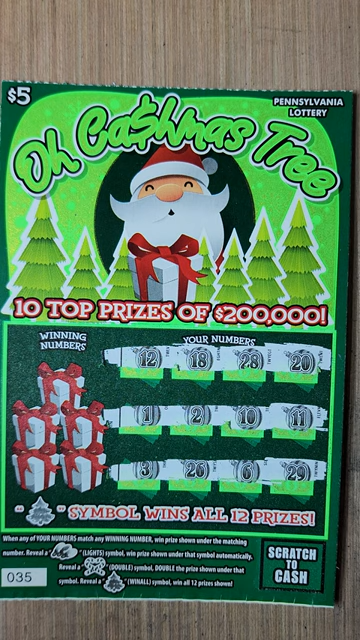 $5
PENNSYLVANIA
LOTTERY
Oh Ca$hmas Tree
10 TOP PRIZES OF $200,000!
WINNING
NUMBERS
YOUR NUMBERS
12 18 28 20
1 2 10 11
3 26 6 29
" " SYMBOL WINS ALL 12 PRIZES!
When any of YOUR NUMBERS match any WINNING NUMBER, win prize shown under the matching
number. Reveal a " " (LIGHTS) symbol, win prize shown under that symbol automatically.
Reveal a " " (DOUBLE) symbol, DOUBLE the prize shown under that
symbol. Reveal a " " (WINALL) symbol, win all 12 prizes shown!
SCRATCH
TO
CASH
035